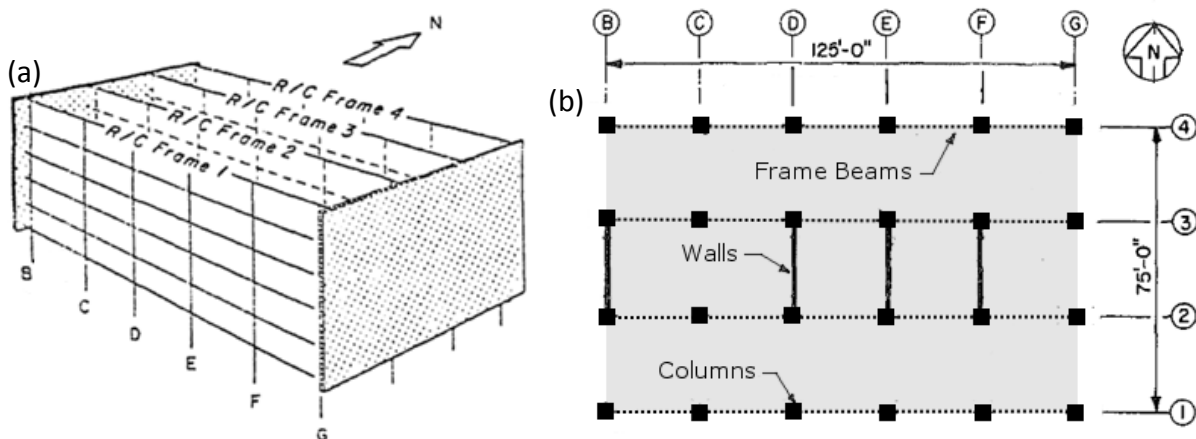 (a)
N
R/C Frame 4
R/C Frame 3
R/C Frame 2
R/C Frame 1
B
C
D
E
F
G
(b)
B C D E F G
125'-0"
N
4
Frame Beams
3
Walls
75'-0"
2
Columns
1